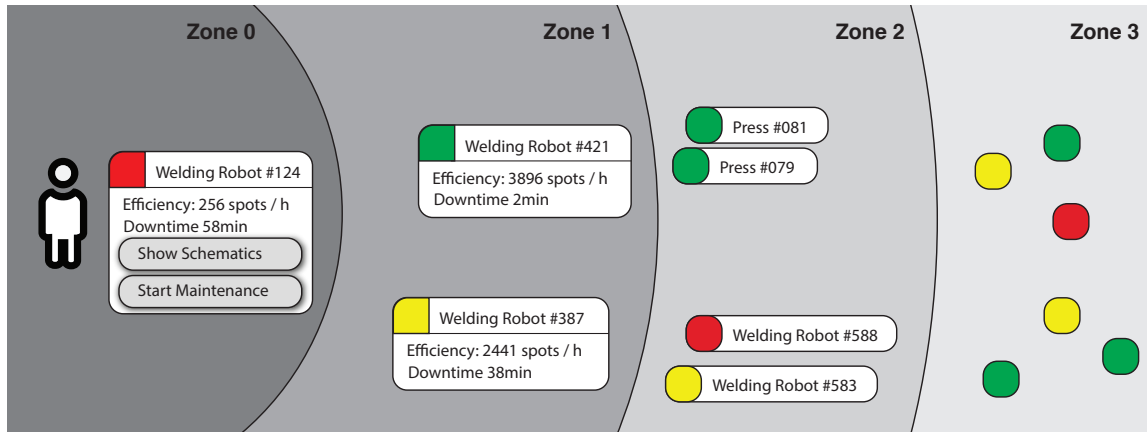 Zone 0
Zone 1
Zone 2
Zone 3
Welding Robot #124
Efficiency: 256 spots / h
Downtime 58min
Show Schematics
Start Maintenance
Welding Robot #421
Efficiency: 3896 spots / h
Downtime 2min
Welding Robot #387
Efficiency: 2441 spots / h
Downtime 38min
Press #081
Press #079
Welding Robot #588
Welding Robot #583